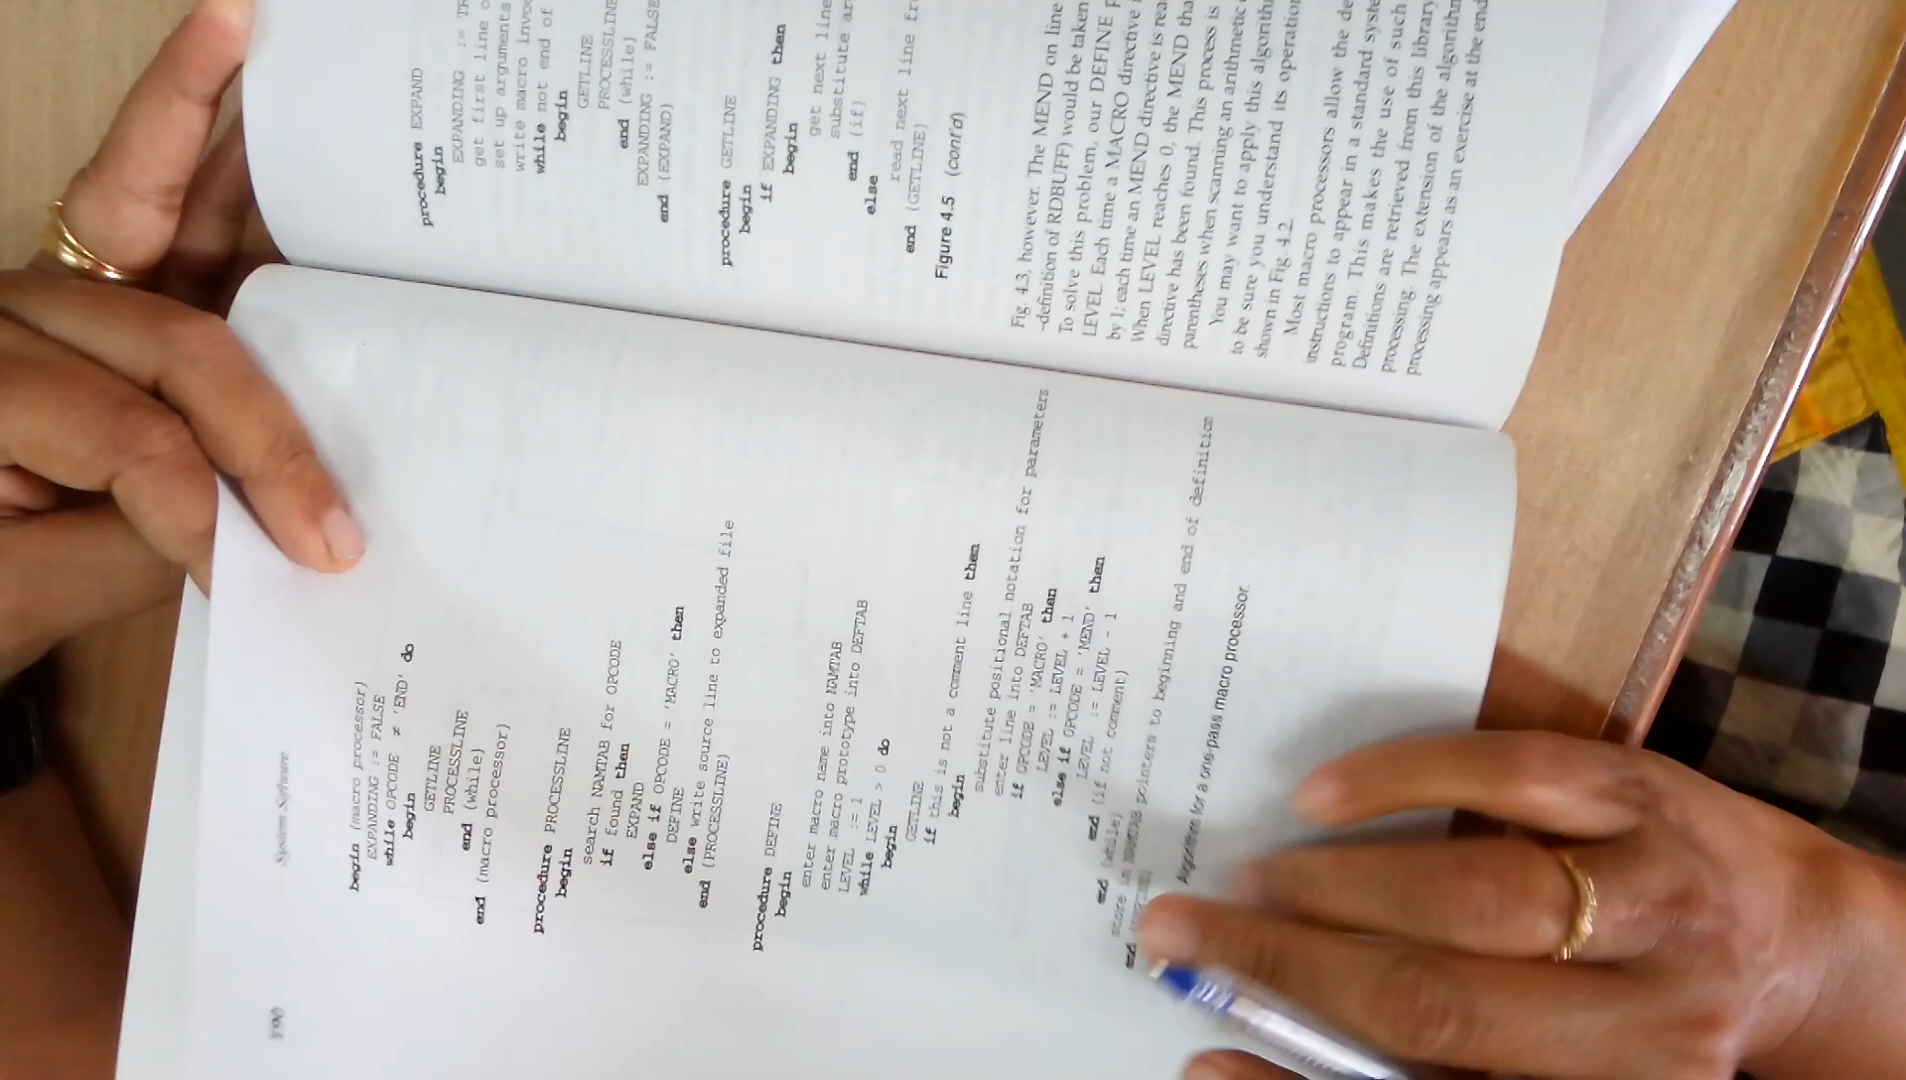 190
System Software
begin (macro processor)
EXPANDING := FALSE
while OPCODE ≠ 'END' do
begin
GETLINE
PROCESSLINE
end (while)
end (macro processor)
procedure PROCESSLINE
begin
search NAMTAB for OPCODE
if found then
EXPAND
else if OPCODE = 'MACRO' then
DEFINE
else write source line to expanded file
end (PROCESSLINE)
procedure DEFINE
begin
enter macro name into NAMTAB
enter macro prototype into DEFTAB
LEVEL := 1
while LEVEL > 0 do
begin
GETLINE
if this is not a comment line then
begin
substitute positional notation for parameters
enter line into DEFTAB
if OPCODE = 'MACRO' then
LEVEL := LEVEL + 1
else if OPCODE = 'MEND' then
LEVEL := LEVEL - 1
end (if not comment)
end (while)
store in pointers to beginning and end of definition
end
Algorithm for a one-pass macro processor.
procedure EXPAND
begin
EXPANDING := TR
get first line o
set up arguments
write macro invoc
while not end of
begin
GETLINE
PROCESSLINE
end (while)
EXPANDING := FALSE
end (EXPAND)
procedure GETLINE
begin
if EXPANDING then
begin
get next line
substitute ar
end (if)
else
read next line fr
end (GETLINE)
Figure 4.5 (cont'd)
Fig. 4.3, however. The MEND on line
-definition of RDBUFF) would be taken
To solve this problem, our DEFINE p
LEVEL. Each time a MACRO directive i
by 1; each time an MEND directive is rea
When LEVEL reaches 0, the MEND tha
directive has been found. This process is
parentheses when scanning an arithmetic
You may want to apply this algorith
to be sure you understand its operation
shown in Fig. 4.2.
Most macro processors allow the de
instructions to appear in a standard syste
program. This makes the use of such
Definitions are retrieved from this library
processing. The extension of the algorithm
processing appears as an exercise at the end